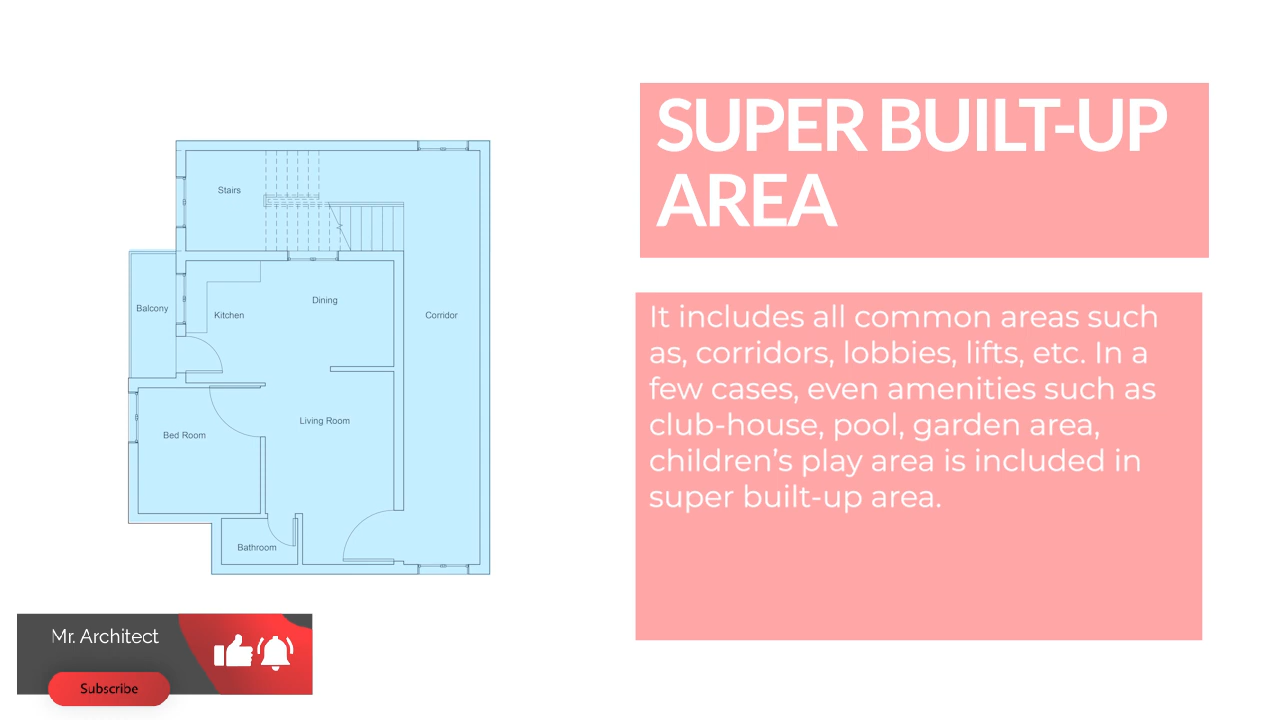 SUPER BUILT-UP
AREA
It includes all common areas such
as, corridors, lobbies, lifts, etc. In a
few cases, even amenities such as
club-house, pool, garden area,
children's play area is included in
super built-up area.
Stairs
Balcony
Kitchen
Dining
Corridor
Bed Room
Living Room
Bathroom
Mr. Architect
Subscribe